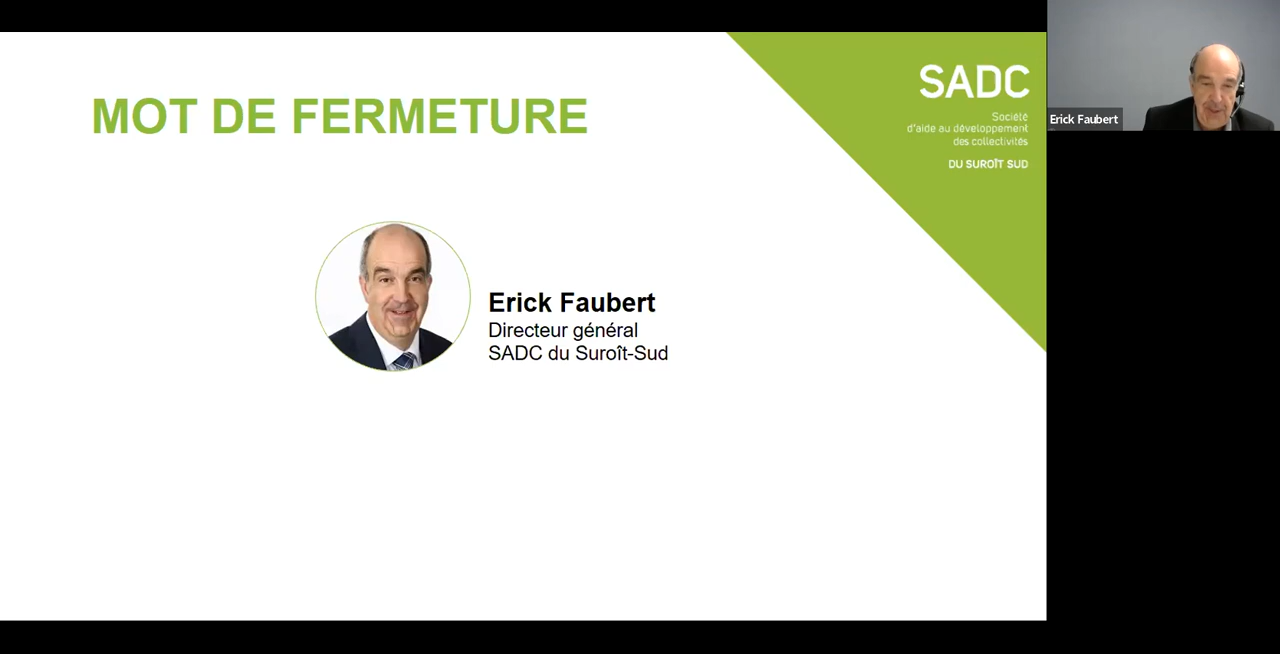 MOT DE FERMETURE
SADC
Société
d'aide au développement
des collectivités
DU SUROÎT SUD
Erick Faubert
Erick Faubert
Directeur général
SADC du Suroît-Sud